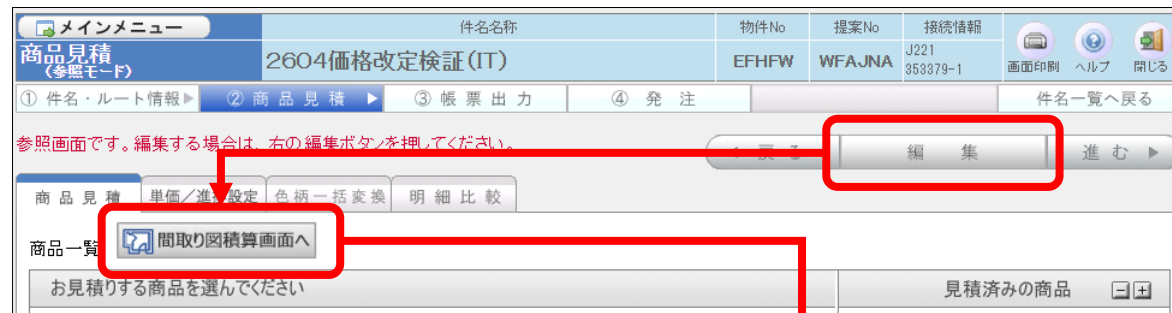 メインメニュー 件名名称 物件No 提案No 接続情報
商品見積 (参照モード) 2604価格改定検証(IT) EFHFW WFAJNA J221 353379-1 画面印刷 ヘルプ 閉じる
① 件名・ルート情報▶ ② 商品見積 ▶ ③ 帳票出力 ④ 発 注 件名一覧へ戻る
参照画面です。編集する場合は、右の編集ボタンを押してください。
戻る 編 集 進む ▶
商品見積 単価/進捗設定 色柄一括変換 明細比較
商品一覧 間取り図積算画面へ
お見積りする商品を選んでください 見積済みの商品 - +